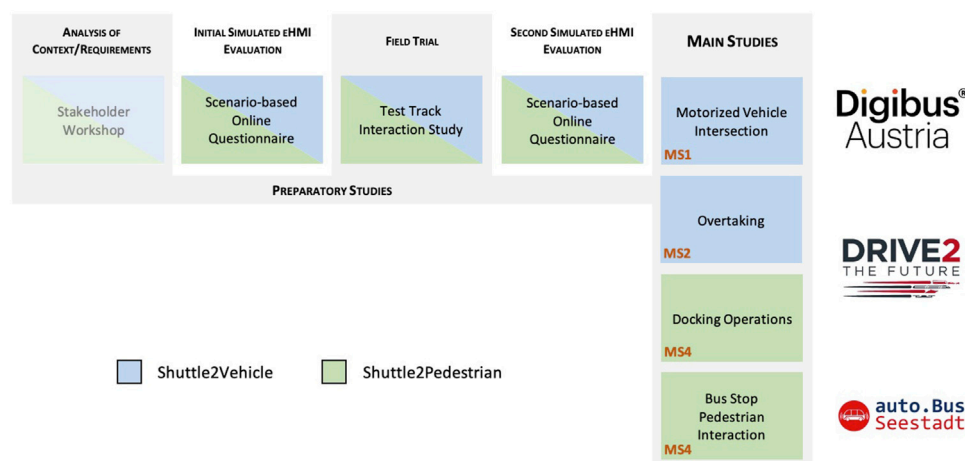 ANALYSIS OF
CONTEXT/REQUIREMENTS
INITIAL SIMULATED EHMI
EVALUATION
FIELD TRIAL
SECOND SIMULATED EHMI
EVALUATION
MAIN STUDIES
Stakeholder
Workshop
Scenario-based
Online
Questionnaire
Test Track
Interaction Study
Scenario-based
Online
Questionnaire
Motorized Vehicle
Intersection
MS1
PREPARATORY STUDIES
Overtaking
MS2
Docking Operations
MS4
Bus Stop
Pedestrian
Interaction
MS4
Shuttle2Vehicle
Shuttle2Pedestrian
Digibus®
Austria
DRIVE2
THE FUTURE
auto.Bus
Seestadt